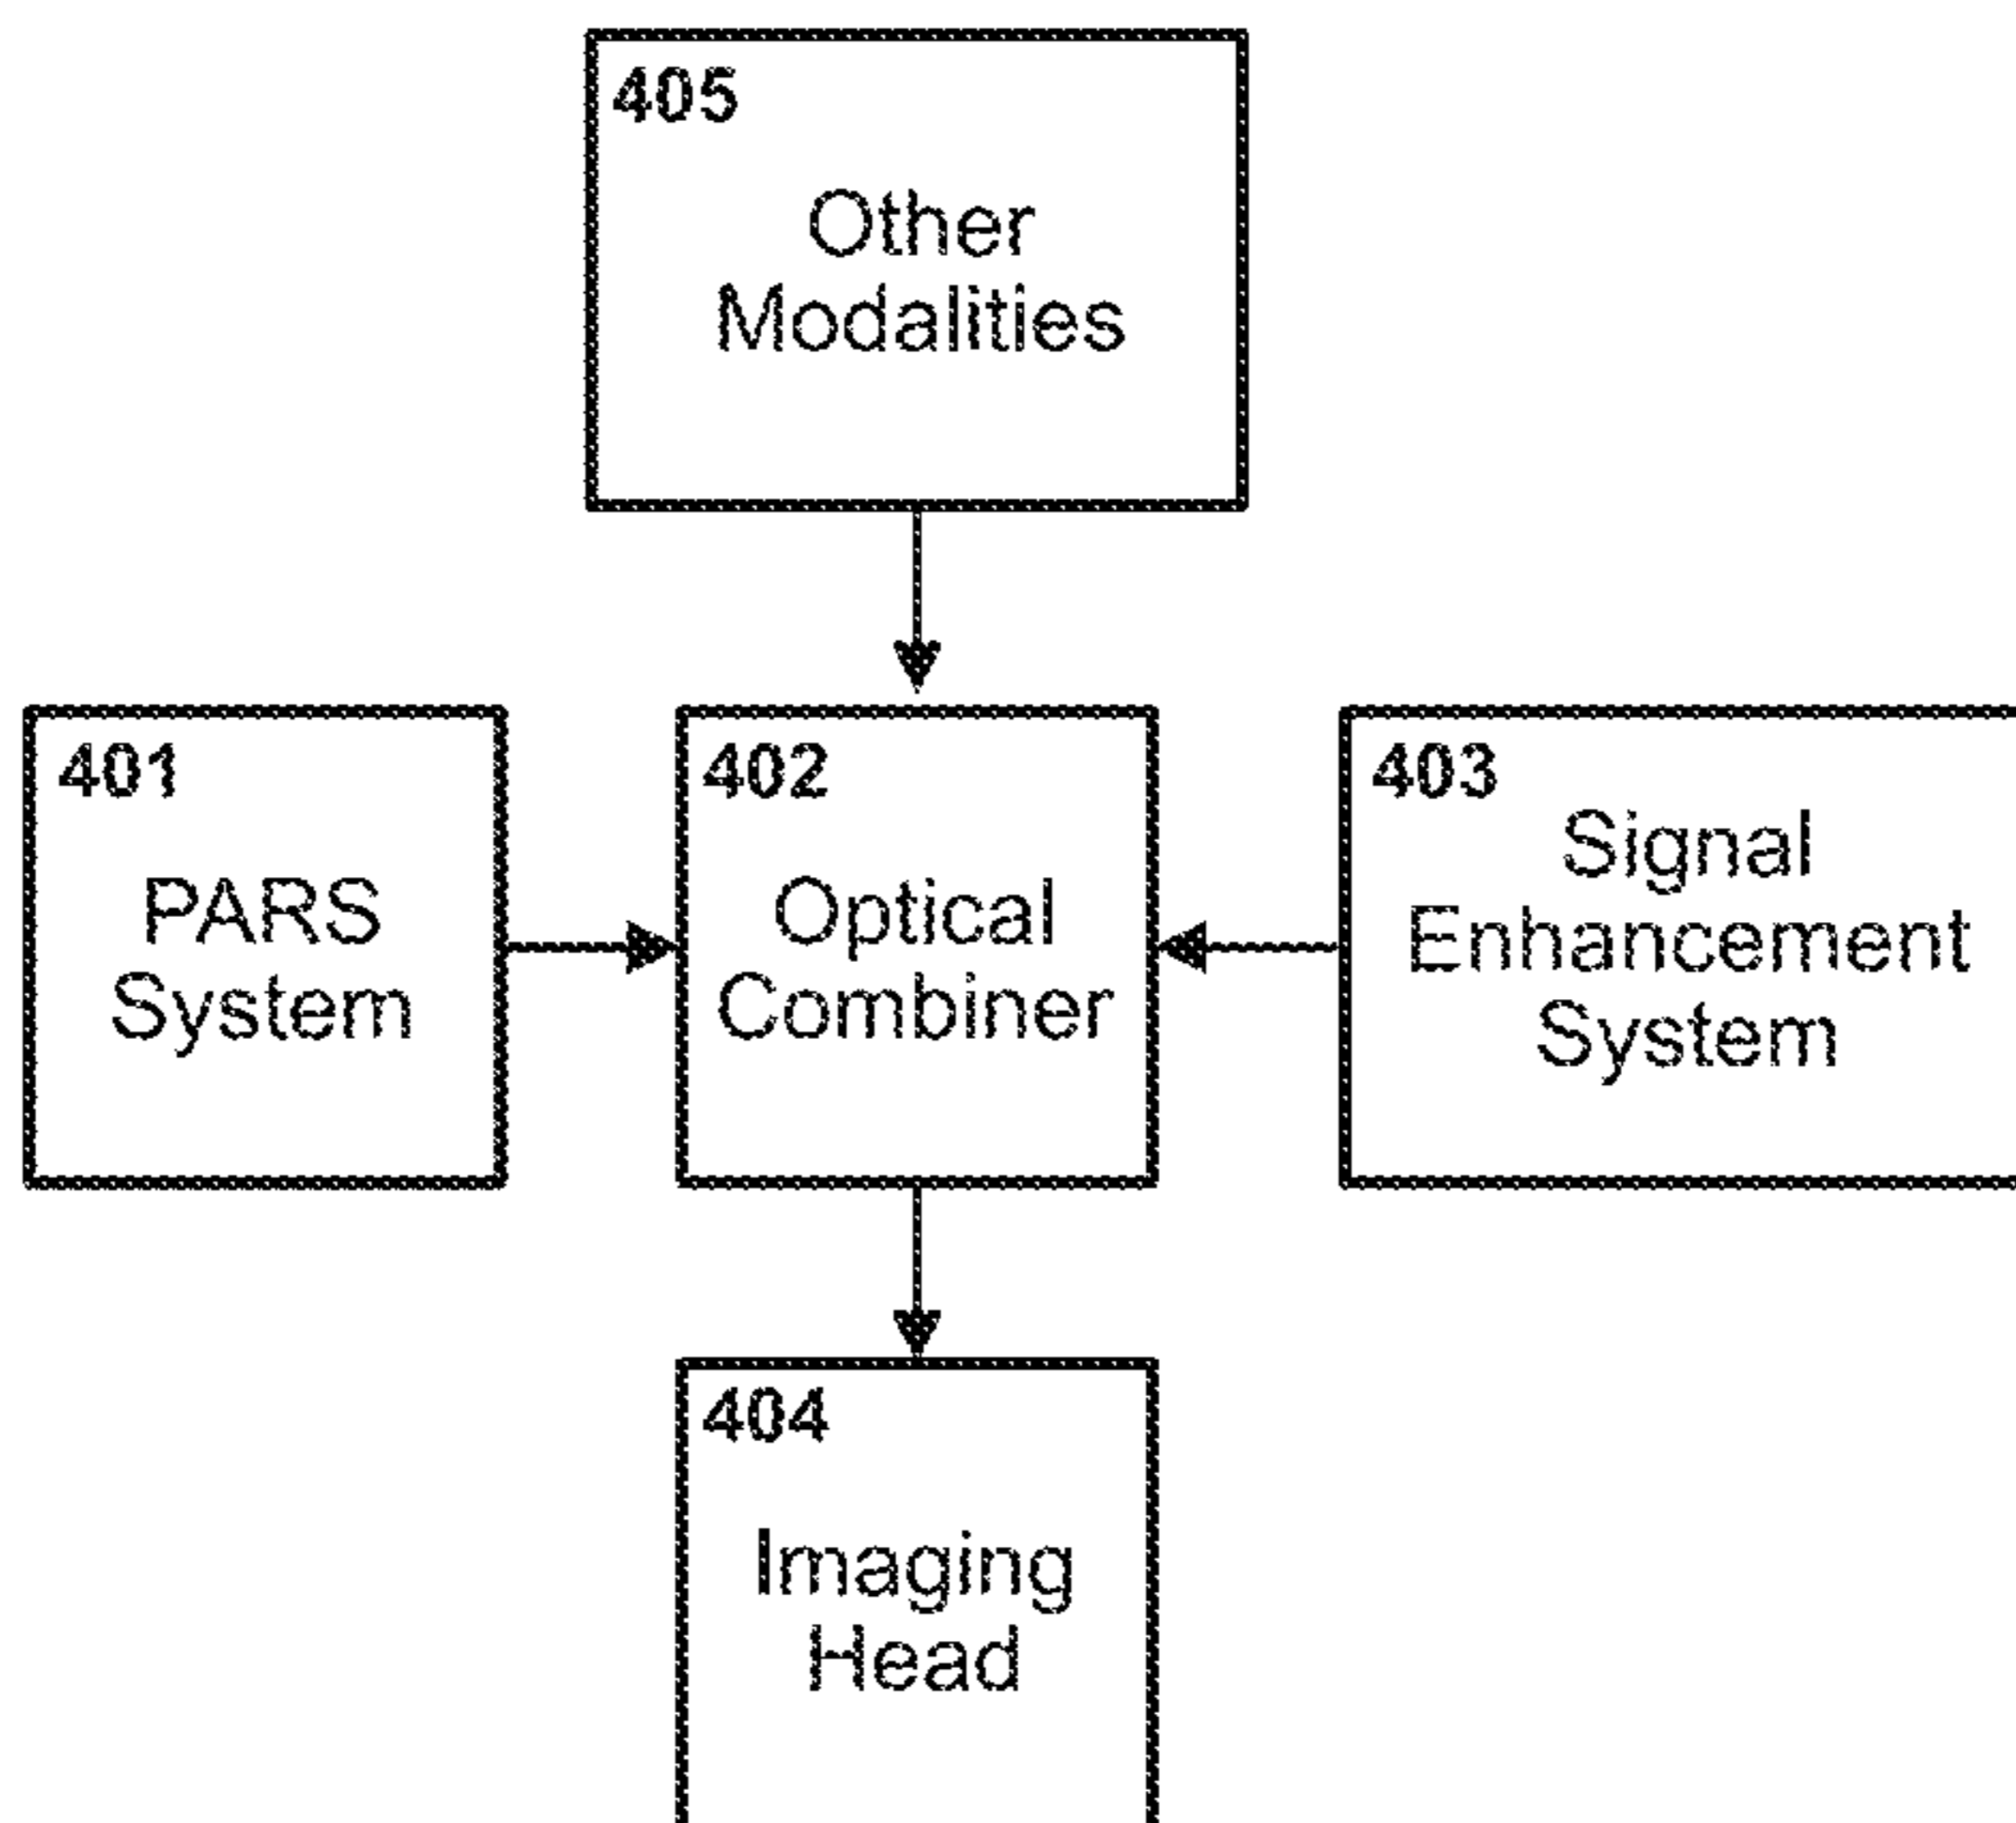 405
Other
Modalities
401
PARS
System
402
Optical
Combiner
403
Signal
Enhancement
System
404
Imaging
Head